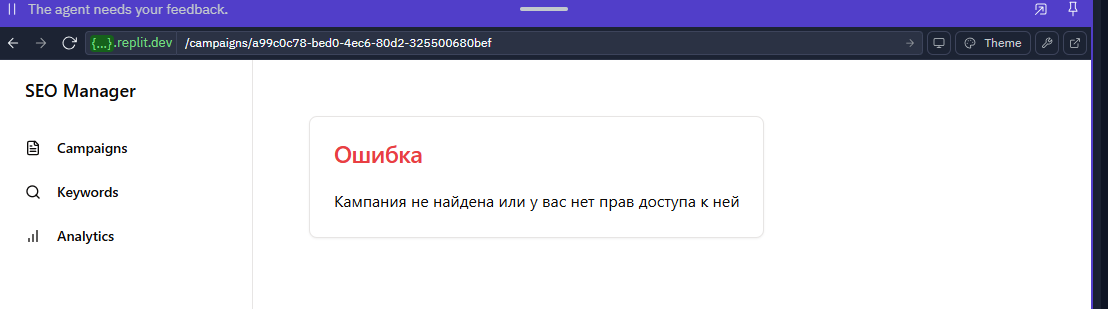 The agent needs your feedback.
{...}.replit.dev /campaigns/a99c0c78-bed0-4ec6-80d2-325500680bef
Theme
SEO Manager
Campaigns
Keywords
Analytics
Ошибка
Кампания не найдена или у вас нет прав доступа к ней